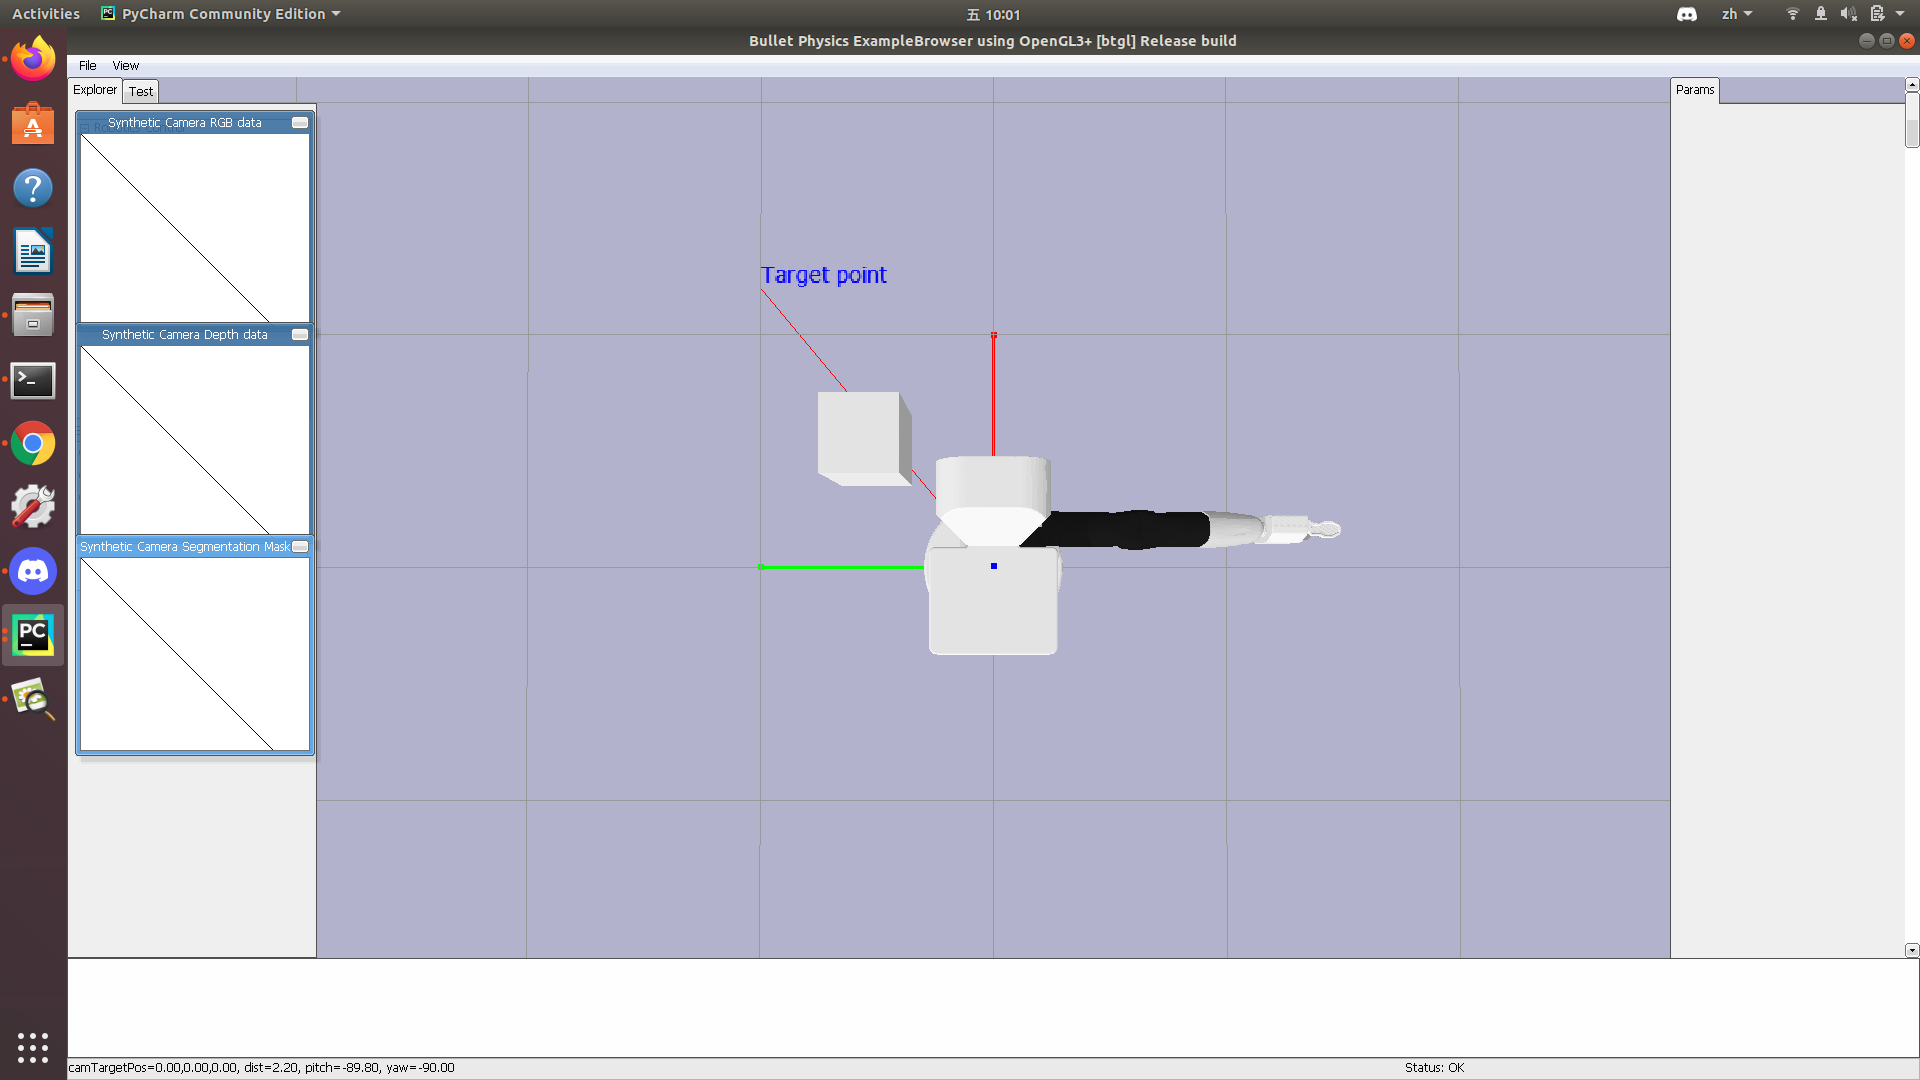 Activities
PyCharm Community Edition
五 10:01
zh
Bullet Physics ExampleBrowser using OpenGL3+ [btgl] Release build
File
View
Explorer
Test
Params
Synthetic Camera RGB data
Synthetic Camera Depth data
Synthetic Camera Segmentation Mask
Target point
PC
camTargetPos=0.00,0.00,0.00, dist=2.20, pitch=-89.80, yaw=-90.00
Status: OK